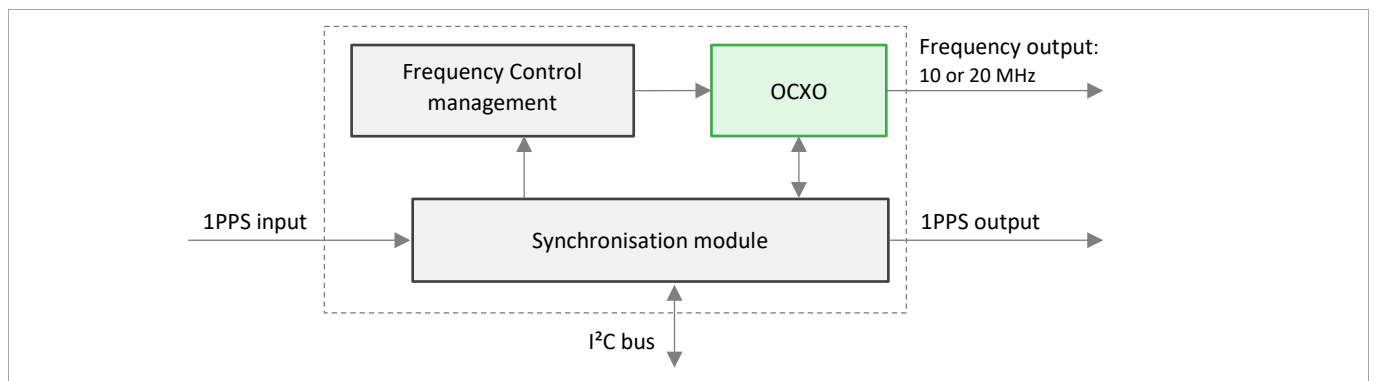 Frequency Control
management
OCXO
Frequency output:
10 or 20 MHz
1PPS input
Synchronisation module
1PPS output
I²C bus